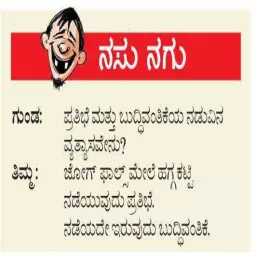 ನಸು ನಗು
ಗುಂಡ: ಪ್ರತಿಭೆ ಮತ್ತು ಬುದ್ಧಿವಂತಿಕೆಯ ನಡುವಿನ
ವ್ಯತ್ಯಾಸವೇನು?
ತಿಮ್ಮ: ಜೋಗ್ ಫಾಲ್ಸ್ ಮೇಲೆ ಹಗ್ಗ ಕಟ್ಟಿ
ನಡೆಯುವುದು ಪ್ರತಿಭೆ.
ನಡೆಯದೇ ಇರುವುದು ಬುದ್ಧಿವಂತಿಕೆ.